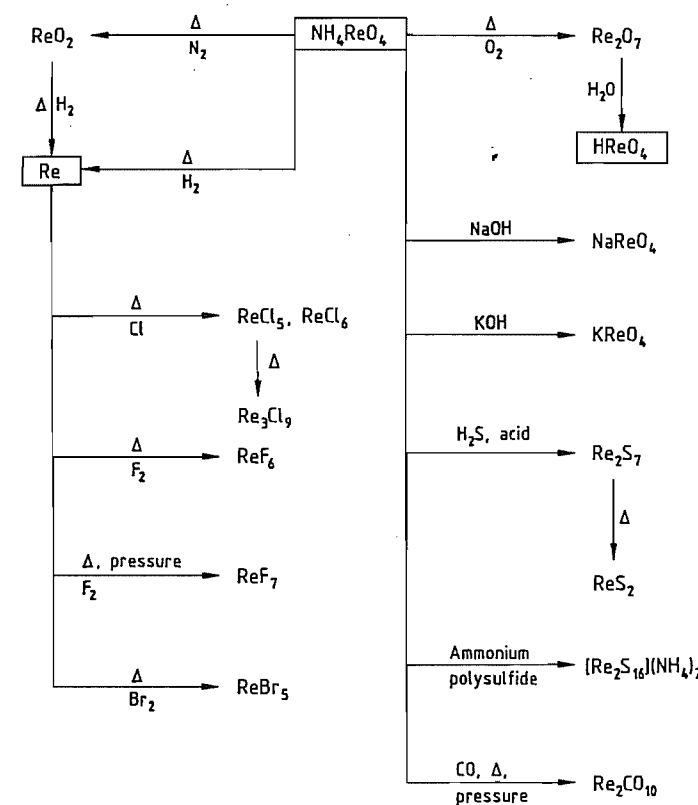 ReO₂ Δ N₂ NH₄ReO₄ Δ O₂ Re₂O₇
Δ H₂ H₂O
Re Δ H₂ HReO₄
NaOH NaReO₄
Δ Cl ReCl₅, ReCl₆ KOH KReO₄
Δ
Re₃Cl₉
Δ F₂ ReF₆ H₂S, acid Re₂S₇
Δ
Δ, pressure F₂ ReF₇ ReS₂
Δ Br₂ ReBr₅ Ammonium polysulfide [Re₂S₁₆](NH₄)₂
CO, Δ, pressure Re₂CO₁₀